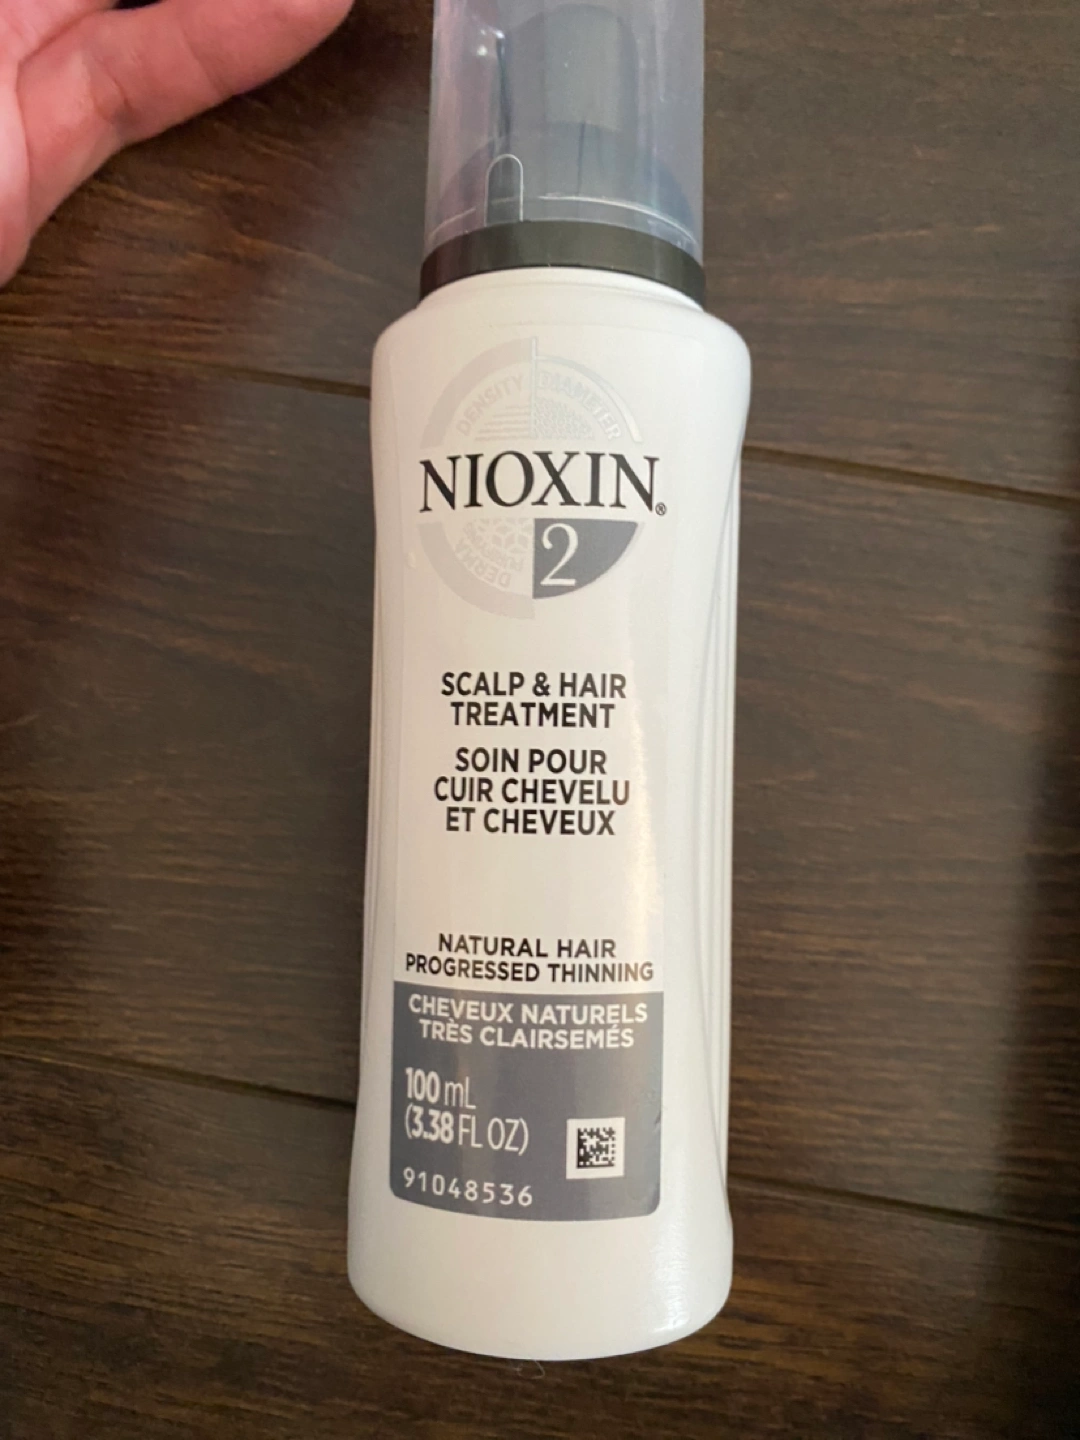 DENSITY DIAMETER
NIOXIN®
DERMA
2
SCALP & HAIR
TREATMENT
SOIN POUR
CUIR CHEVELU
ET CHEVEUX
NATURAL HAIR
PROGRESSED THINNING
CHEVEUX NATURELS
TRÈS CLAIRSEMÉS
100 mL
(3.38 FL OZ)
91048536